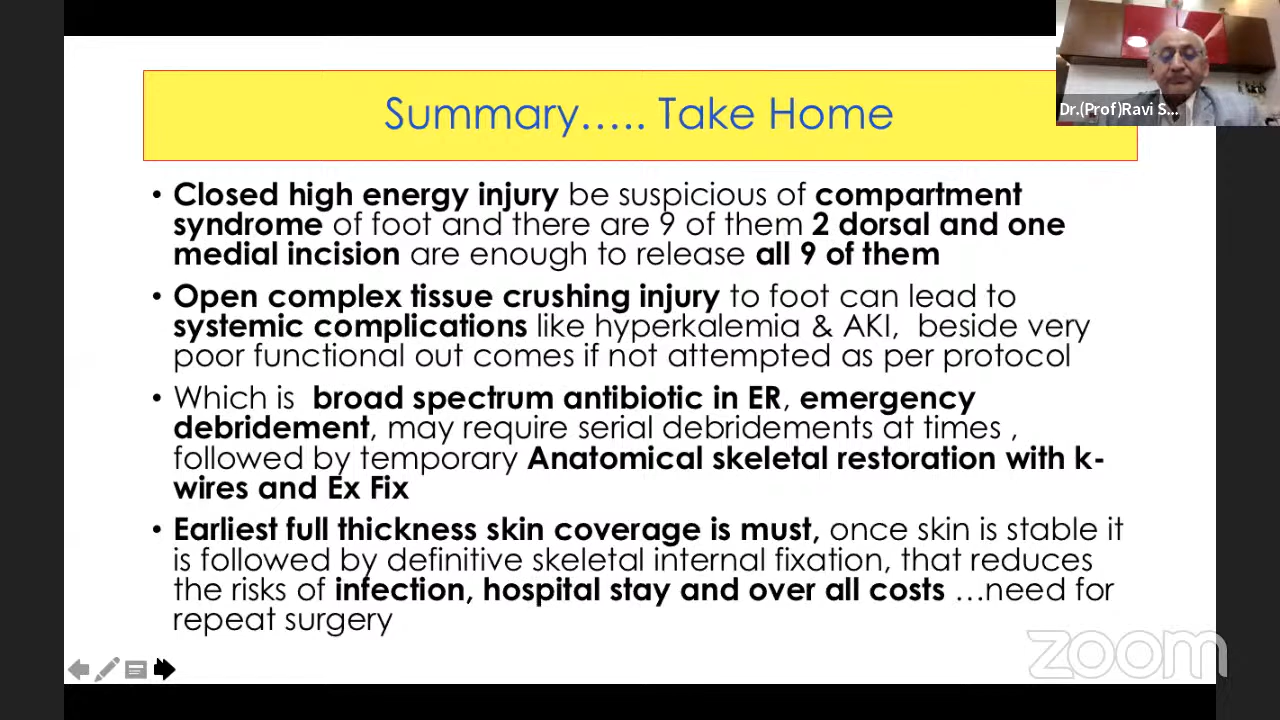 Summary..... Take Home
Dr.(Prof)Ravi S...
• Closed high energy injury be suspicious of compartment
syndrome of foot and there are 9 of them 2 dorsal and one
medial incision are enough to release all 9 of them
• Open complex tissue crushing injury to foot can lead to
systemic complications like hyperkalemia & AKI, beside very
poor functional out comes if not attempted as per protocol
• Which is broad spectrum antibiotic in ER, emergency
debridement, may require serial debridements at times ,
followed by temporary Anatomical skeletal restoration with k-
wires and Ex Fix
• Earliest full thickness skin coverage is must, once skin is stable it
is followed by definitive skeletal internal fixation, that reduces
the risks of infection, hospital stay and over all costs ...need for
repeat surgery
zoom